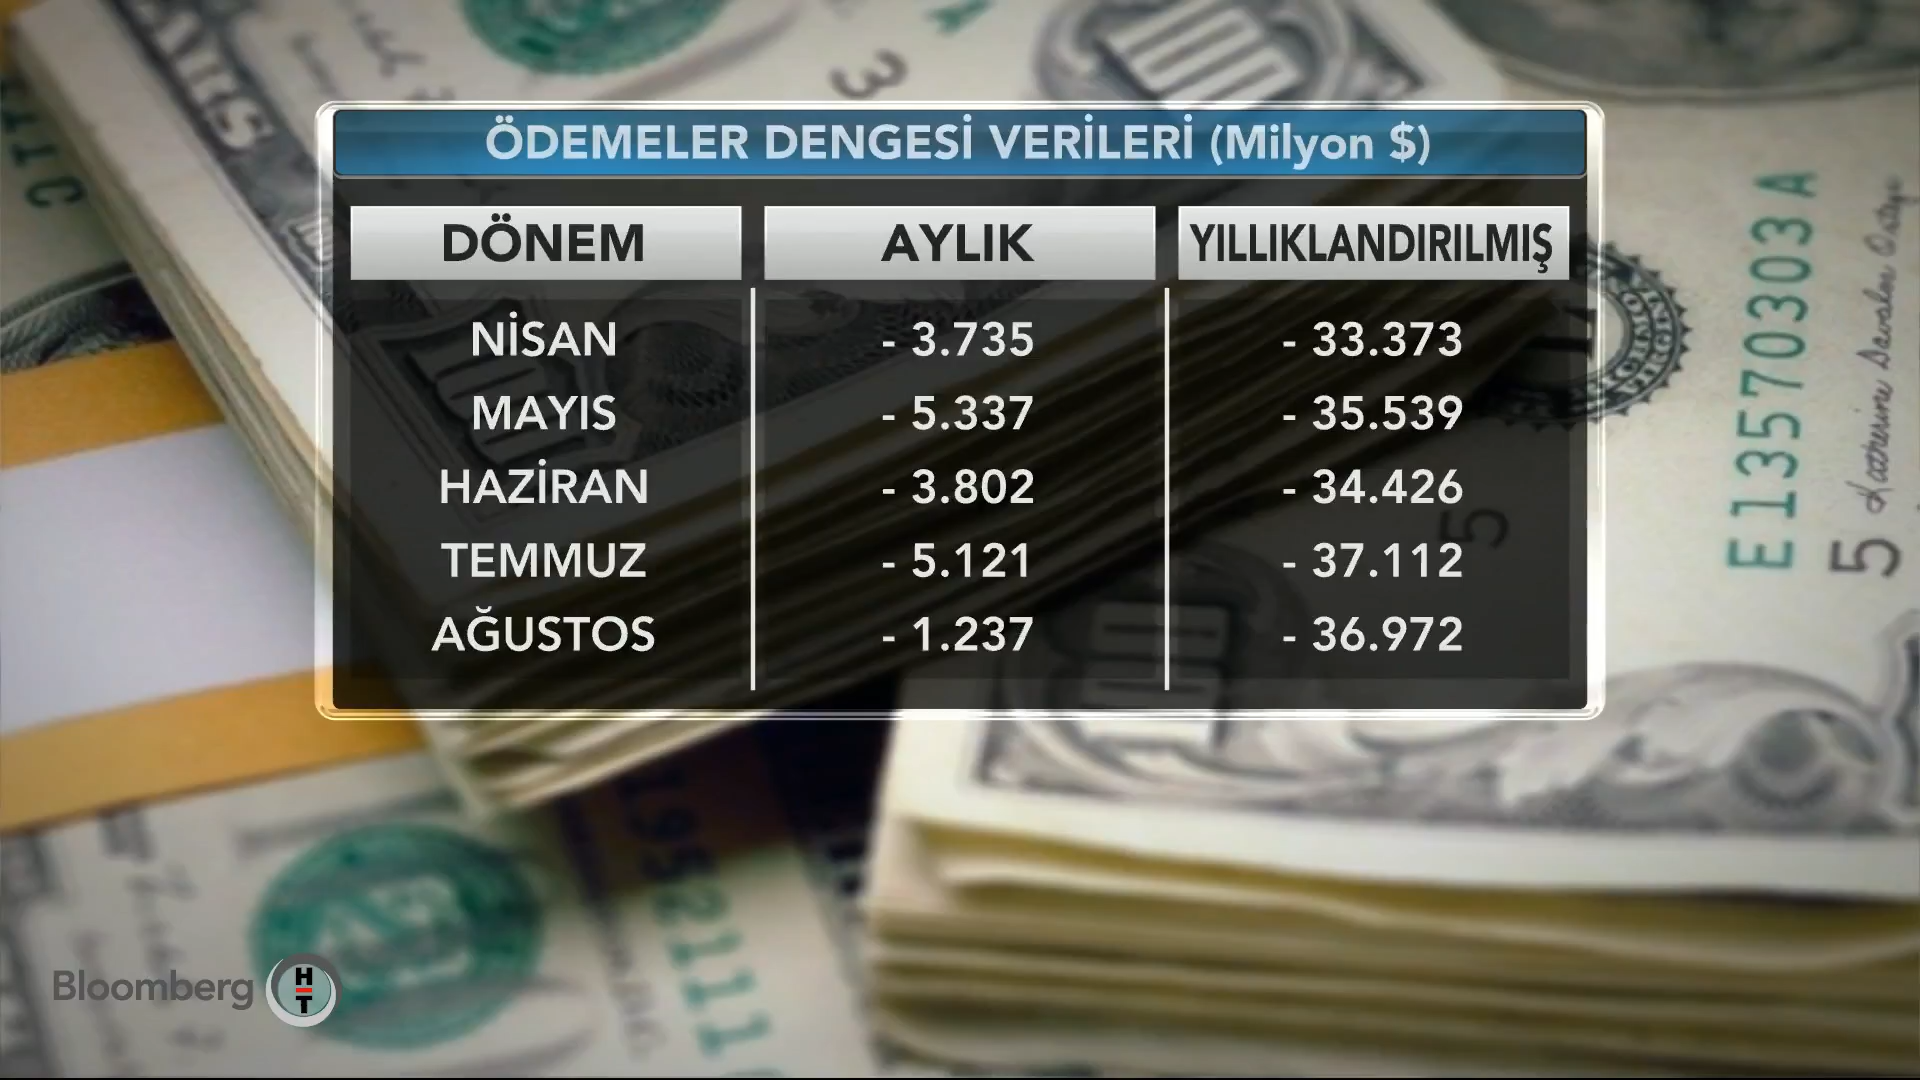 ÖDEMELER DENGESİ VERİLERİ (Milyon $)
DÖNEM AYLIK YILLIKLANDIRILMIŞ
NİSAN - 3.735 - 33.373
MAYIS - 5.337 - 35.539
HAZİRAN - 3.802 - 34.426
TEMMUZ - 5.121 - 37.112
AĞUSTOS - 1.237 - 36.972
E 13570303 A
Bloomberg HT